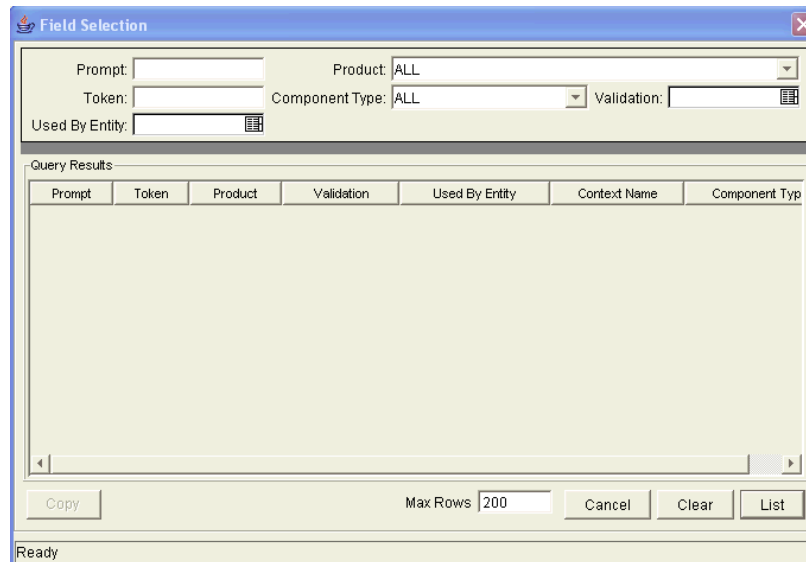 Field Selection
Prompt: Product: ALL
Token: Component Type: ALL Validation:
Used By Entity:
Query Results
Prompt Token Product Validation Used By Entity Context Name Component Typ
Copy Max Rows 200 Cancel Clear List
Ready